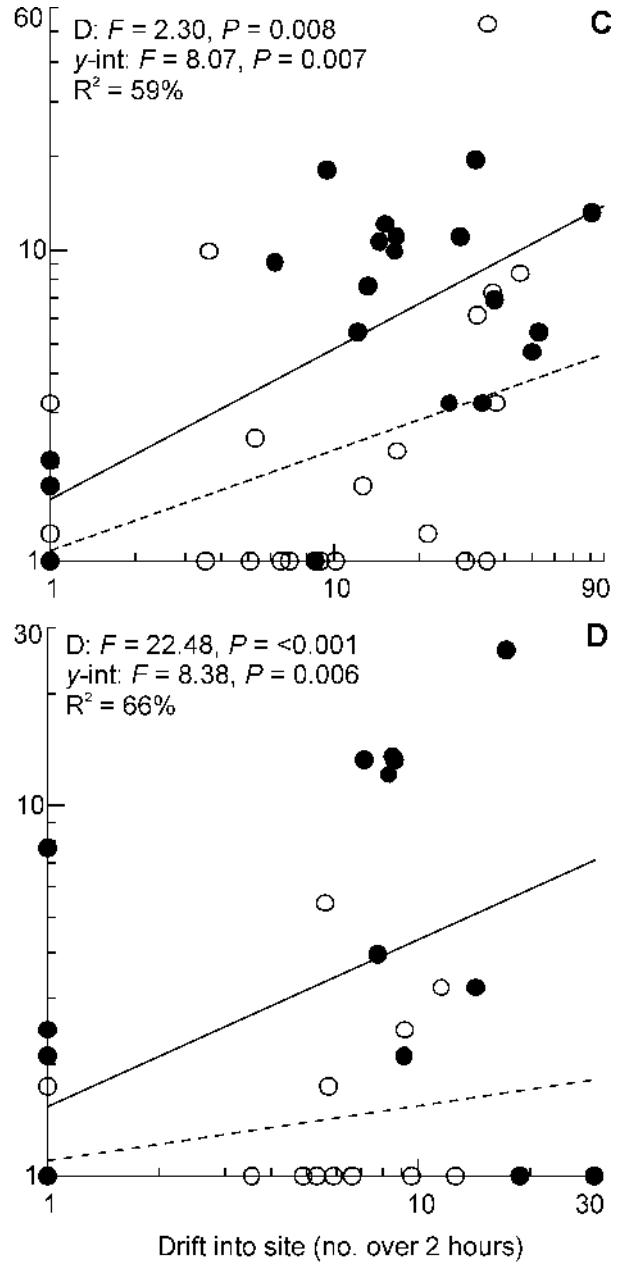 60
D: F = 2.30, P = 0.008
C
y-int: F = 8.07, P = 0.007
R² = 59%
10
1
1
10
90
30
D: F = 22.48, P = <0.001
D
y-int: F = 8.38, P = 0.006
R² = 66%
10
1
1
10
30
Drift into site (no. over 2 hours)